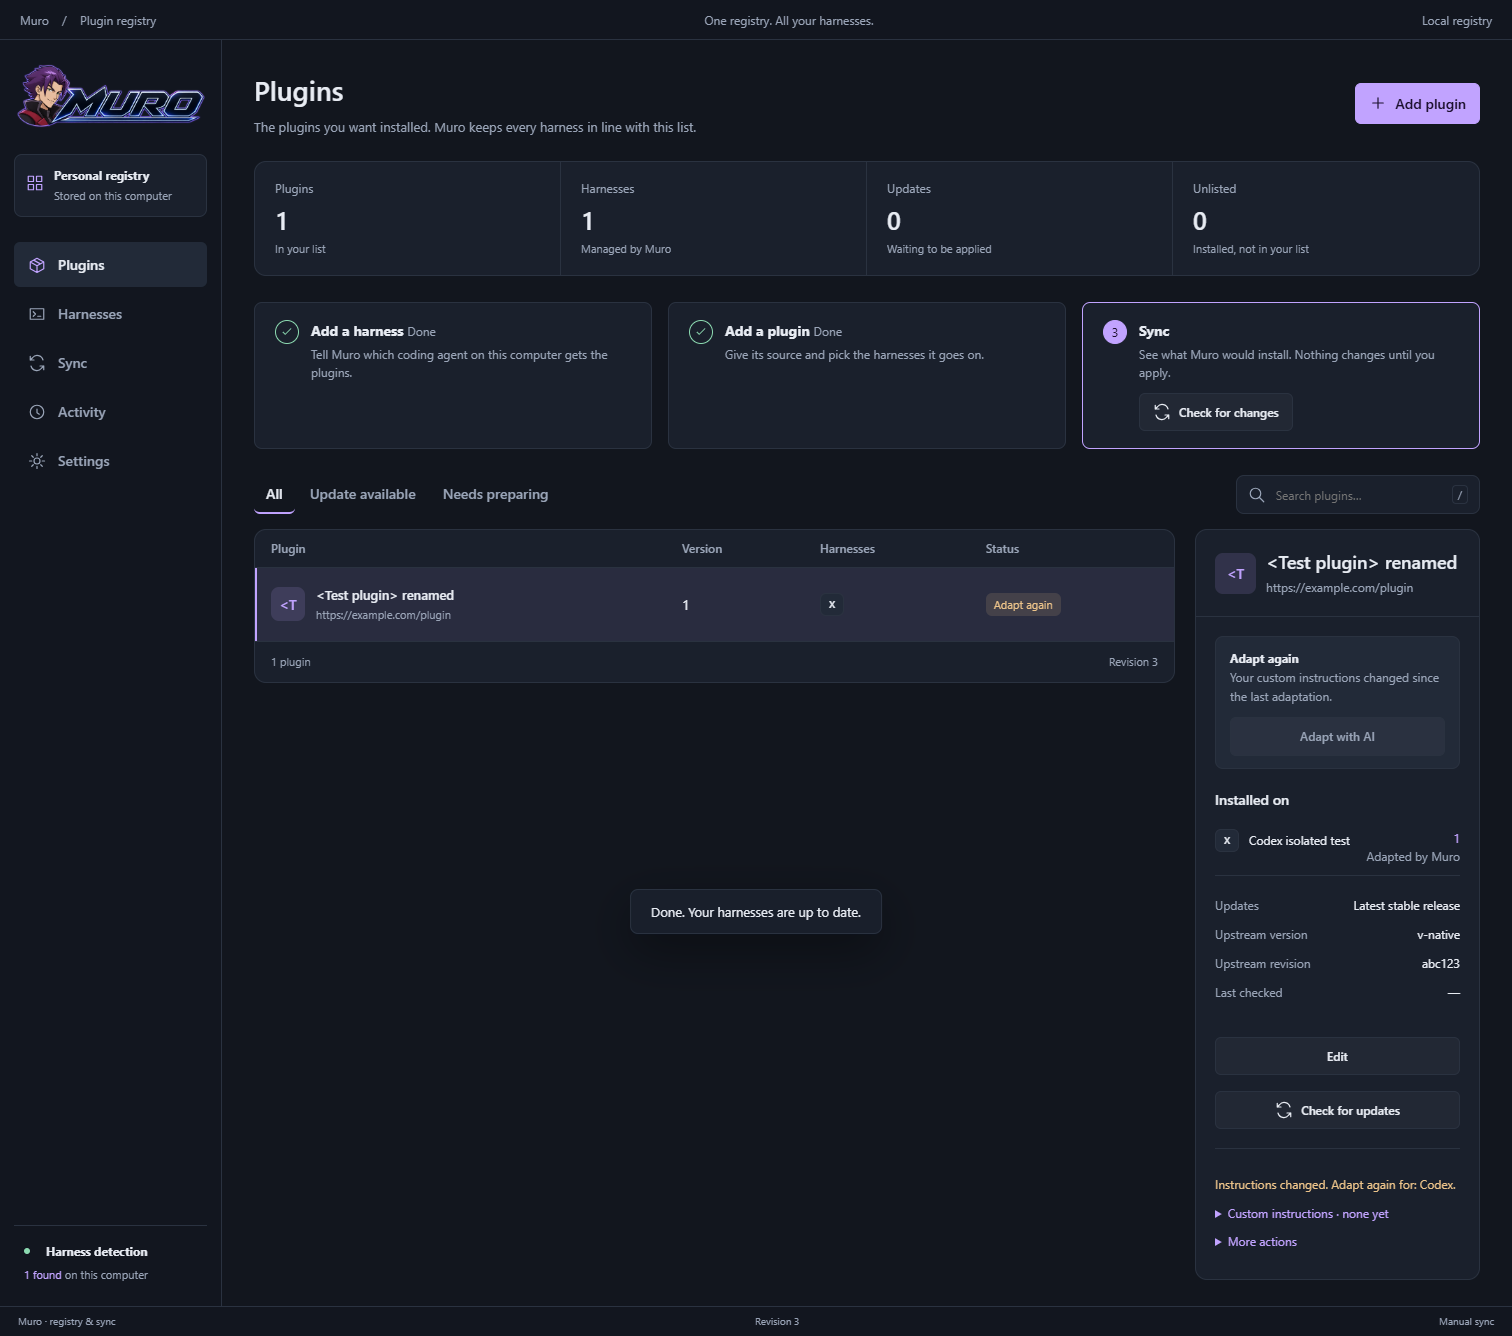 Muro / Plugin registry
One registry. All your harnesses.
Local registry
MURO
Personal registry
Stored on this computer
Plugins
Harnesses
Sync
Activity
Settings
Harness detection
1 found on this computer
Plugins
The plugins you want installed. Muro keeps every harness in line with this list.
+ Add plugin
Plugins
1
In your list
Harnesses
1
Managed by Muro
Updates
0
Waiting to be applied
Unlisted
0
Installed, not in your list
Add a harness Done
Tell Muro which coding agent on this computer gets the
plugins.
Add a plugin Done
Give its source and pick the harnesses it goes on.
3
Sync
See what Muro would install. Nothing changes until you
apply.
Check for changes
All
Update available
Needs preparing
Search plugins...
/
Plugin
Version
Harnesses
Status
<T
<Test plugin> renamed
https://example.com/plugin
1
X
Adapt again
1 plugin
Revision 3
<T
<Test plugin> renamed
https://example.com/plugin
Adapt again
Your custom instructions changed since
the last adaptation.
Adapt with AI
Installed on
X
Codex isolated test
1
Adapted by Muro
Updates
Latest stable release
Upstream version
v-native
Upstream revision
abc123
Last checked
—
Edit
Check for updates
Instructions changed. Adapt again for: Codex.
Custom instructions · none yet
More actions
Done. Your harnesses are up to date.
Muro · registry & sync
Revision 3
Manual sync